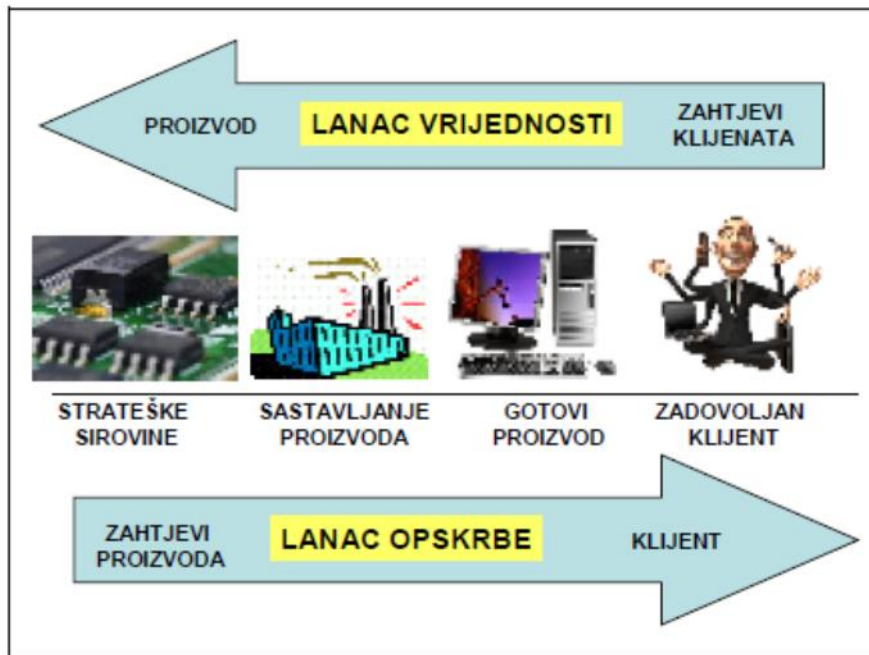 PROIZVOD
LANAC VRIJEDNOSTI
ZAHTJEVI
KLIJENATA
STRATEŠKE
SIROVINE
SASTAVLJANJE
PROIZVODA
GOTOVI
PROIZVOD
ZADOVOLJAN
KLIJENT
ZAHTJEVI
PROIZVODA
LANAC OPSKRBE
KLIJENT